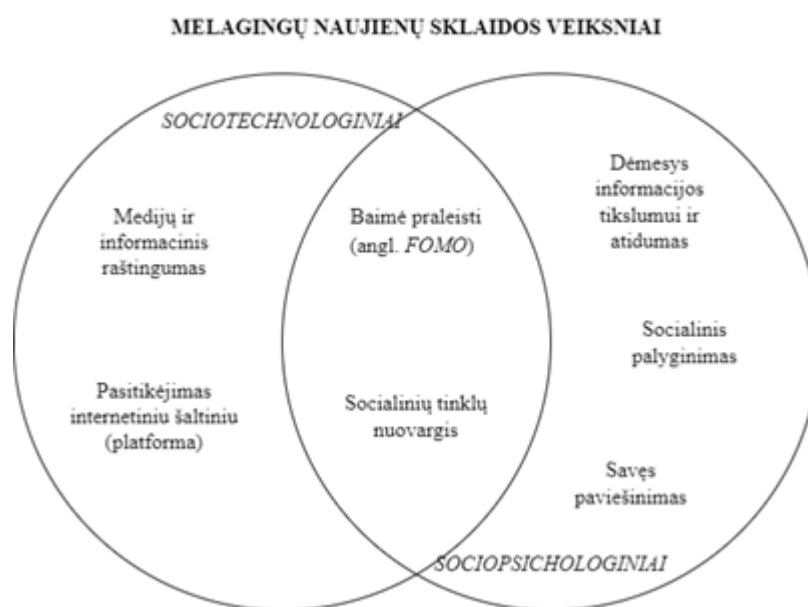 MELAGINGŲ NAUJIENŲ SKLAIDOS VEIKSNIAI
SOCIOTECHNOLOGINIAI
Medijų ir
informacinis
raštingumas
Pasitikėjimas
internetiniu šaltiniu
(platforma)
Baimė praleisti
(angl. FOMO)
Socialinių tinklų
nuovargis
Dėmesys
informacijos
tikslumui ir
atidumas
Socialinis
palyginimas
Savęs
paviešinimas
SOCIOPSICHOLOGINIAI